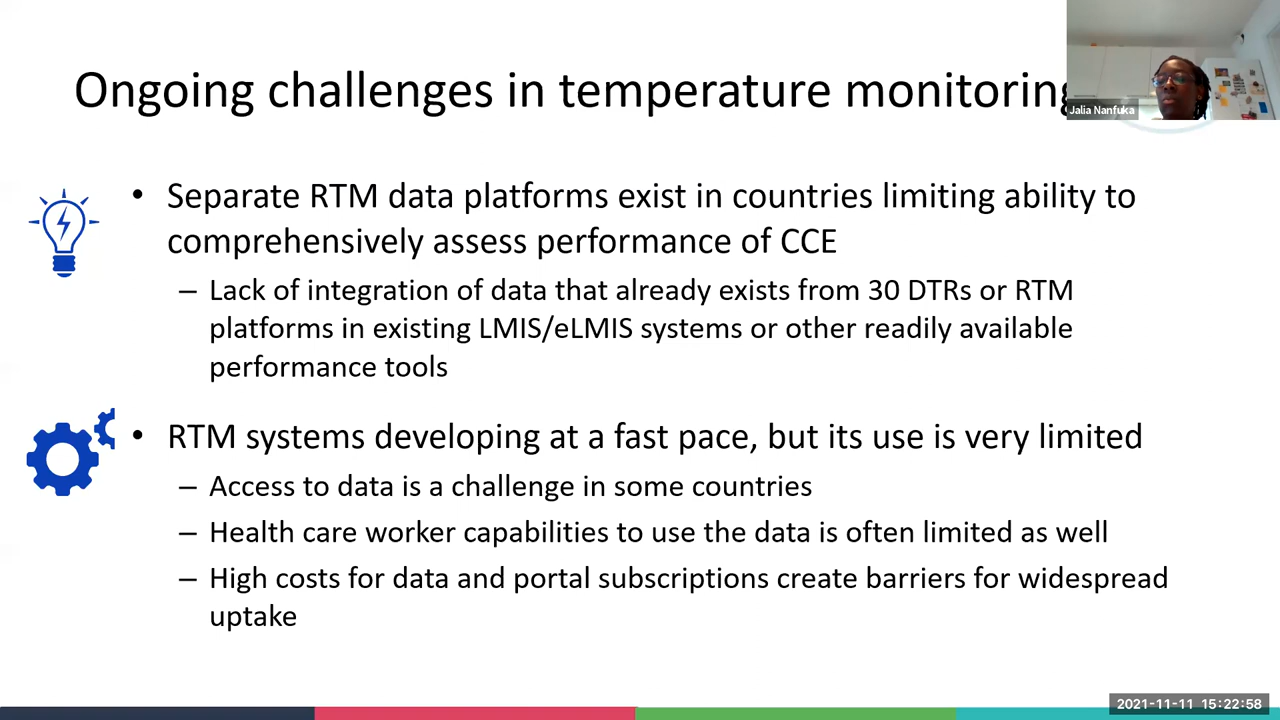 Ongoing challenges in temperature monitoring
Jalia Nanfuka
• Separate RTM data platforms exist in countries limiting ability to
comprehensively assess performance of CCE
– Lack of integration of data that already exists from 30 DTRs or RTM
platforms in existing LMIS/eLMIS systems or other readily available
performance tools
• RTM systems developing at a fast pace, but its use is very limited
– Access to data is a challenge in some countries
– Health care worker capabilities to use the data is often limited as well
– High costs for data and portal subscriptions create barriers for widespread
uptake
2021-11-11 15:22:58